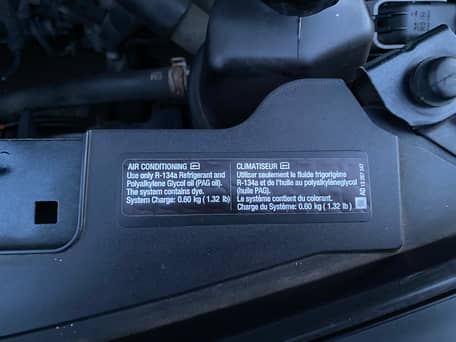 AIR CONDITIONING
Use only R-134a Refrigerant and
Polyalkylene Glycol oil (PAG oil).
The system contains dye.
System Charge: 0.60 kg ( 1.32 lb)
CLIMATISEUR
Utiliser seulement le fluide frigorigène
R-134a et de l'huile au polyalkylèneglycol
(huile PAG).
Le système contient du colorant.
Charge du Système: 0.60 kg ( 1.32 lb)